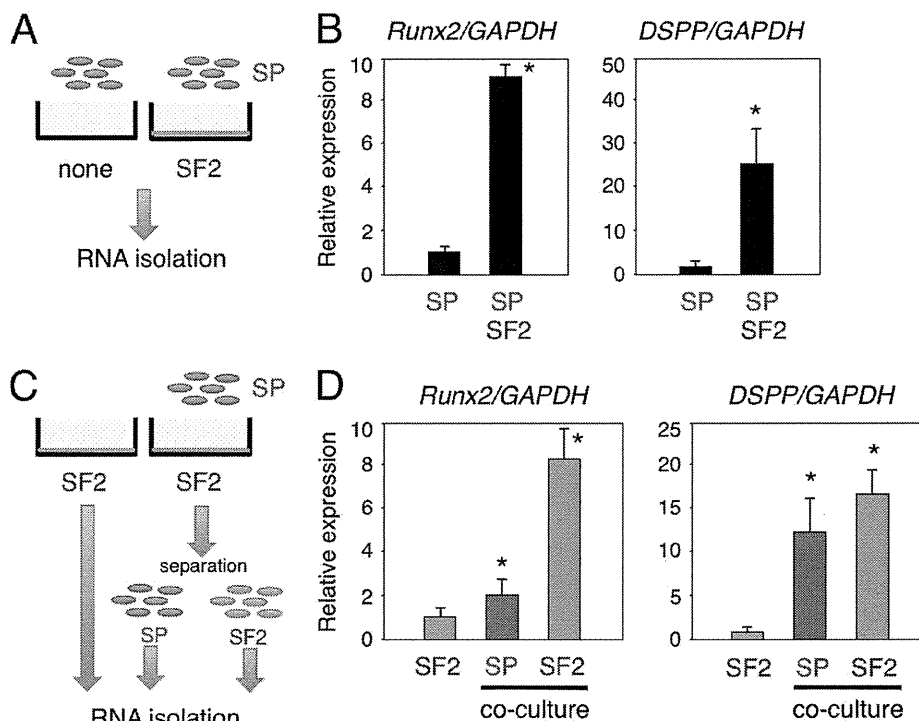 A
SP
none SF2
RNA isolation
B
Runx2/GAPDH
Relative expression
10
8
6
4
2
0
*
SP SP
SF2
DSPP/GAPDH
50
40
30
20
10
0
*
SP SP
SF2
C
SP
SF2 SF2
separation
SP SF2
RNA isolation
D
Runx2/GAPDH
Relative expression
10
8
6
4
2
0
* *
SF2 SP SF2
co-culture
DSPP/GAPDH
25
20
15
10
5
0
* *
SF2 SP SF2
co-culture